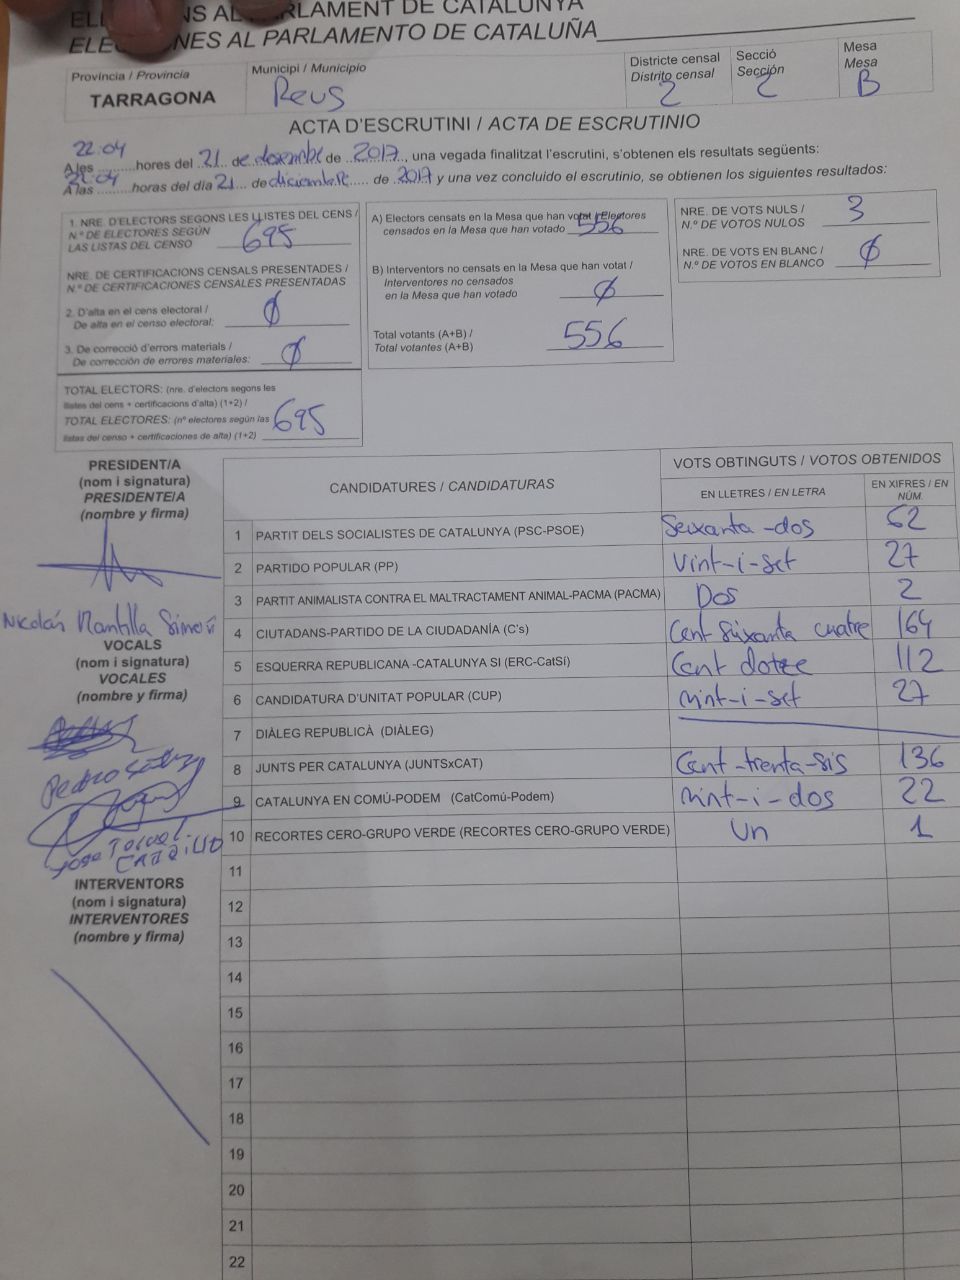 ELECCIONS AL PARLAMENT DE CATALUNYA
ELECCIONES AL PARLAMENTO DE CATALUÑA
Província / Provincia
TARRAGONA
Municipi / Municipio
Reus
Districte censal
Distrito censal
2
Secció
Sección
2
Mesa
Mesa
B
ACTA D'ESCRUTINI / ACTA DE ESCRUTINIO
A les 22:04 hores del 21 de desembre de 2017, una vegada finalitzat l'escrutini, s'obtenen els resultats següents:
A las 22:04 horas del día 21 de diciembre de 2017 y una vez concluido el escrutinio, se obtienen los siguientes resultados:
1. NRE. D'ELECTORS SEGONS LES LLISTES DEL CENS /
N.º DE ELECTORES SEGÚN
LAS LISTAS DEL CENSO 695
NRE. DE CERTIFICACIONS CENSALS PRESENTADES /
N.º DE CERTIFICACIONES CENSALES PRESENTADAS
2. D'alta en el cens electoral /
De alta en el censo electoral: Ø
3. De correcció d'errors materials /
De corrección de errores materiales: Ø
TOTAL ELECTORS: (nre. d'electors segons les
llistes del cens + certificacions d'alta) (1+2) /
TOTAL ELECTORES: (nº electores según las
listas del censo + certificaciones de alta) (1+2) 695
A) Electors censats en la Mesa que han votat / Electores
censados en la Mesa que han votado 556
B) Interventors no censats en la Mesa que han votat /
Interventores no censados
en la Mesa que han votado Ø
Total votants (A+B) /
Total votantes (A+B) 556
NRE. DE VOTS NULS /
N.º DE VOTOS NULOS 3
NRE. DE VOTS EN BLANC /
N.º DE VOTOS EN BLANCO Ø
PRESIDENT/A
(nom i signatura)
PRESIDENTE/A
(nombre y firma)
Nicolás Mantilla
VOCALS
(nom i signatura)
VOCALES
(nombre y firma)
Pedro
INTERVENTORS
(nom i signatura)
INTERVENTORES
(nombre y firma)
CANDIDATURES / CANDIDATURAS
VOTS OBTINGUTS / VOTOS OBTENIDOS
EN LLETRES / EN LETRA
EN XIFRES / EN NÚM.
1 PARTIT DELS SOCIALISTES DE CATALUNYA (PSC-PSOE) Seixanta-dos 62
2 PARTIDO POPULAR (PP) Vint-i-set 27
3 PARTIT ANIMALISTA CONTRA EL MALTRACTAMENT ANIMAL-PACMA (PACMA) Dos 2
4 CIUTADANS-PARTIDO DE LA CIUDADANÍA (C's) Cent Seixanta cuatre 164
5 ESQUERRA REPUBLICANA -CATALUNYA SI (ERC-CatSí) Cent dotze 112
6 CANDIDATURA D'UNITAT POPULAR (CUP) vint-i-set 27
7 DIÀLEG REPUBLICÀ (DIÀLEG)
8 JUNTS PER CATALUNYA (JUNTSxCAT) Cent-trenta-sis 136
9 CATALUNYA EN COMÚ-PODEM (CatComú-Podem) vint-i-dos 22
10 RECORTES CERO-GRUPO VERDE (RECORTES CERO-GRUPO VERDE) Un 1
11
12
13
14
15
16
17
18
19
20
21
22